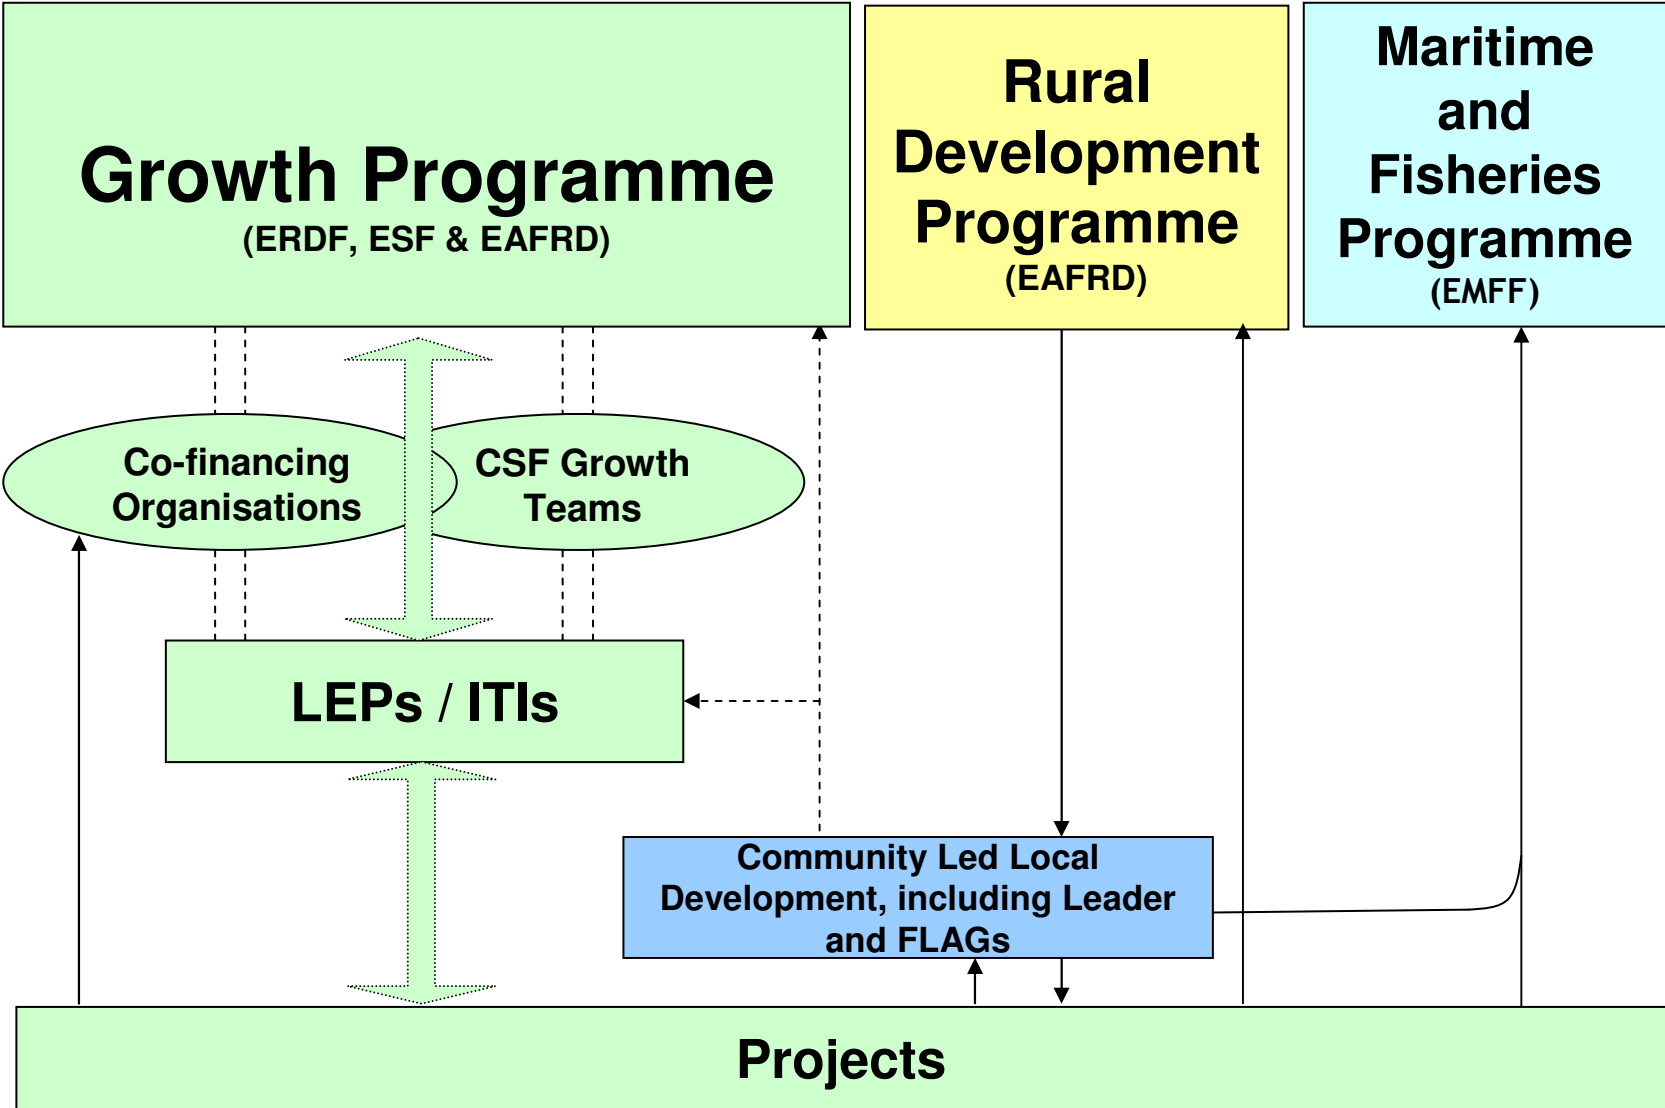 Growth Programme
(ERDF, ESF & EAFRD)
Rural
Development
Programme
(EAFRD)
Maritime
and
Fisheries
Programme
(EMFF)
Co-financing
Organisations
CSF Growth
Teams
LEPs / ITIs
Community Led Local
Development, including Leader
and FLAGs
Projects